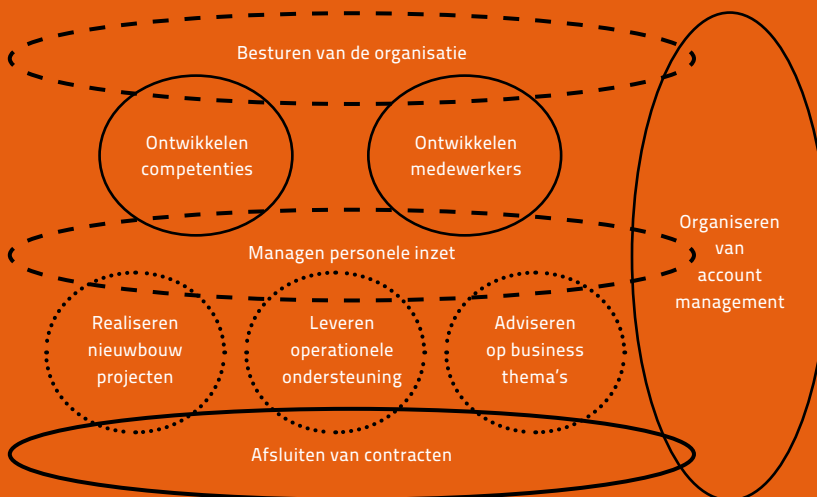 Besturen van de organisatie
Ontwikkelen
competenties
Ontwikkelen
medewerkers
Organiseren
van
account
management
Managen personele inzet
Realiseren
nieuwbouw
projecten
Leveren
operationele
ondersteuning
Adviseren
op business
thema's
Afsluiten van contracten